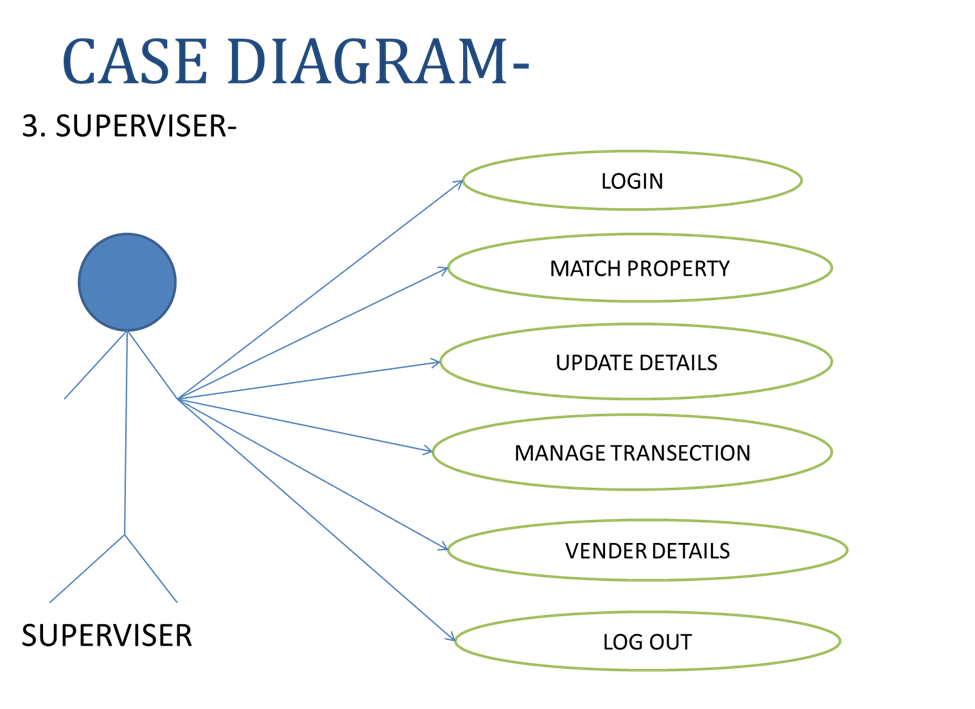 CASE DIAGRAM-
3. SUPERVISER-
LOGIN
MATCH PROPERTY
UPDATE DETAILS
MANAGE TRANSECTION
VENDER DETAILS
LOG OUT
SUPERVISER